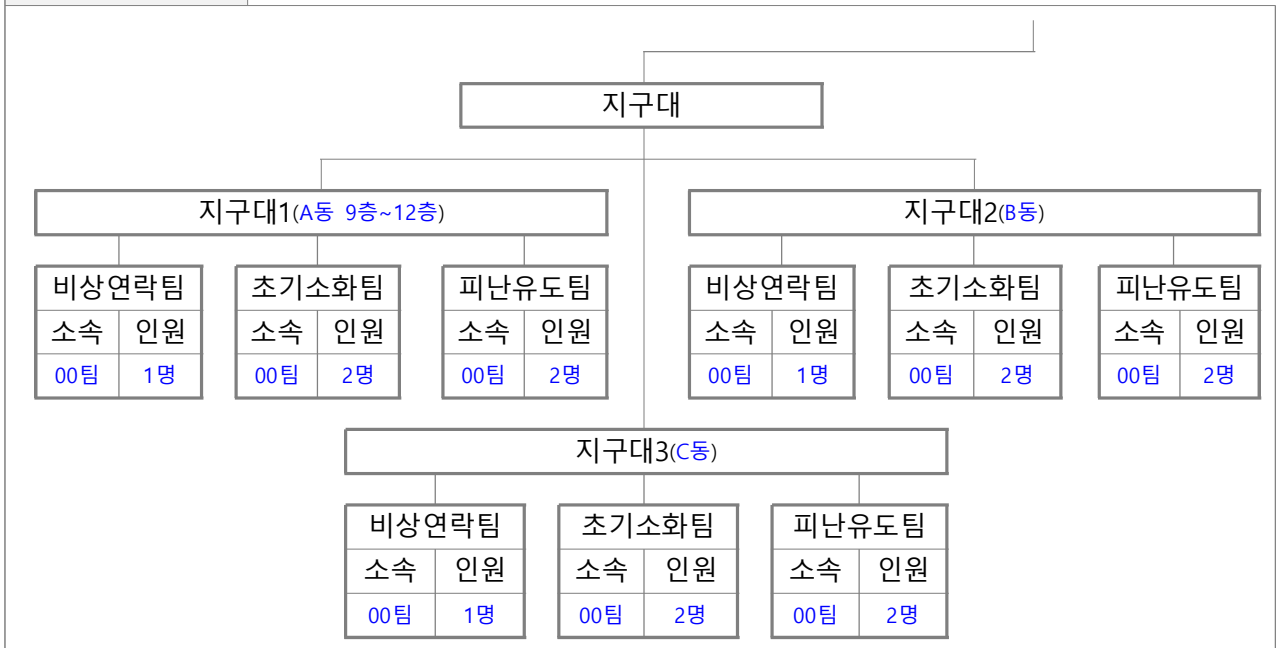 지구대
지구대1(A동 9층~12층)
지구대2(B동)
비상연락팀 초기소화팀 피난유도팀 비상연락팀 초기소화팀 피난유도팀
소속 인원 소속 인원 소속 인원 소속 인원 소속 인원 소속 인원
00팀 1명 00팀 2명 00팀 2명 00팀 1명 00팀 2명 00팀 2명
지구대3(C동)
비상연락팀 초기소화팀 피난유도팀
소속 인원 소속 인원 소속 인원
00팀 1명 00팀 2명 00팀 2명